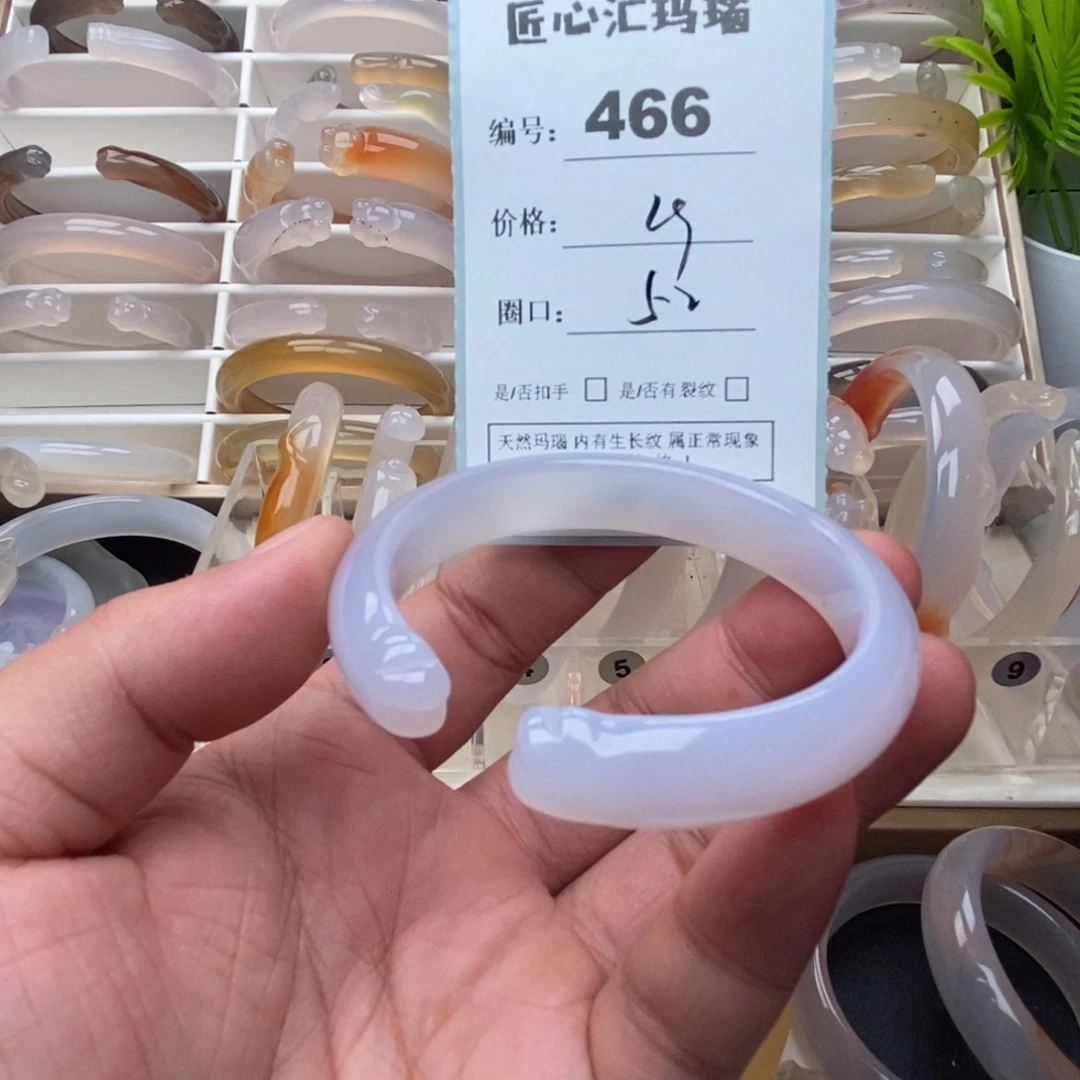 匠心汇玛瑙
编号: 466
价格:
圈口: 52
是/否扣手 □ 是/否有裂纹 □
天然玛瑙 内有生长纹 属正常现象
5
9